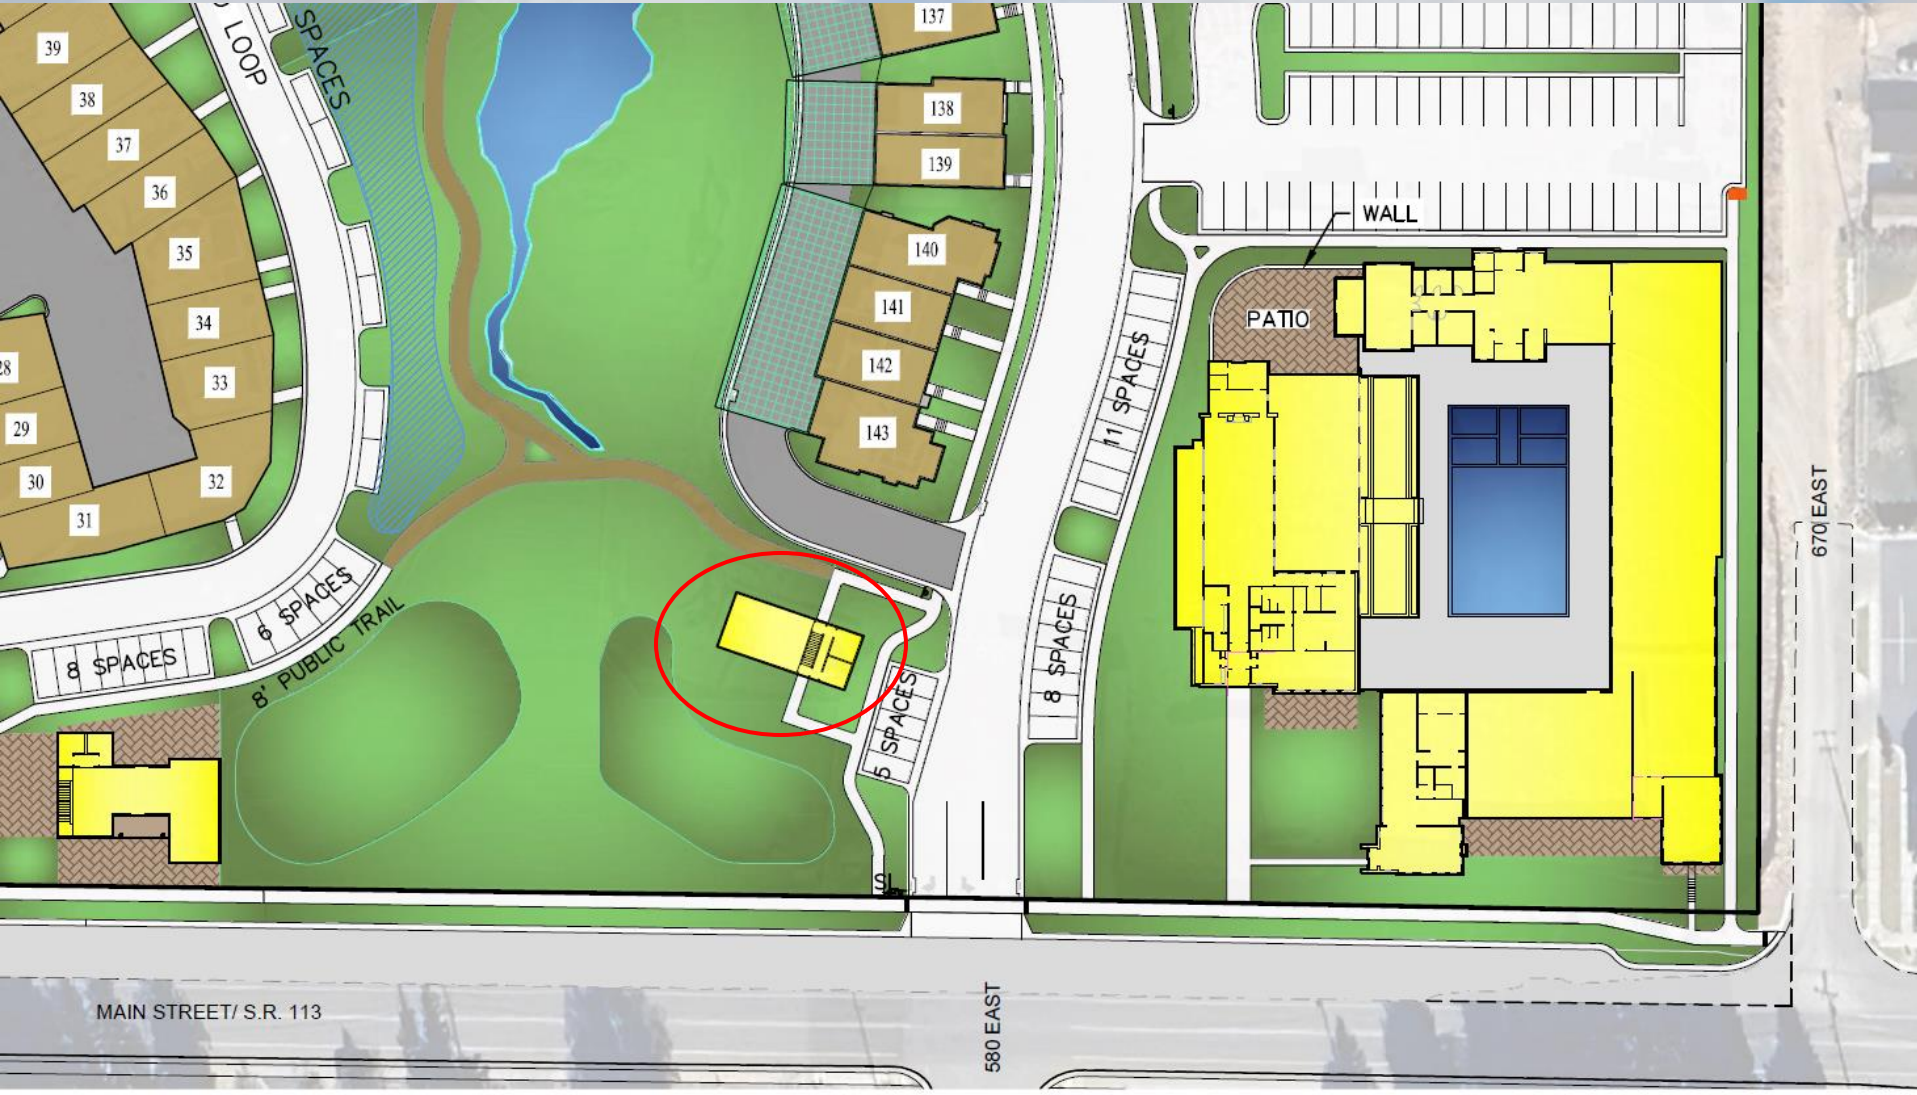 39
38
37
36
35
34
33
32
31
30
29
28
LOOP
SPACES
137
138
139
140
141
142
143
WALL
PATIO
11 SPACES
8 SPACES
5 SPACES
6 SPACES
8 SPACES
8' PUBLIC TRAIL
670 EAST
580 EAST
MAIN STREET/ S.R. 113